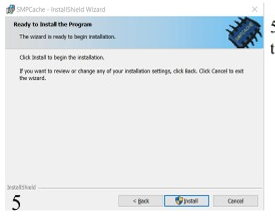 SMPCache - InstallShield Wizard
Ready to Install the Program
The wizard is ready to begin installation.
Click Install to begin the installation.
If you want to review or change any of your installation settings, click Back. Click Cancel to exit
the wizard.
InstallShield
< Back
Install
Cancel
5
5
t